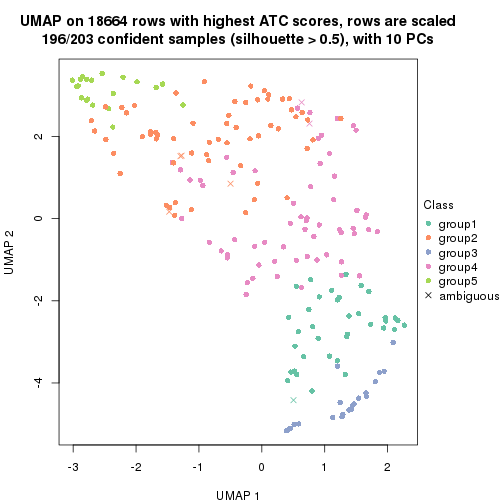 UMAP on 18664 rows with highest ATC scores, rows are scaled
196/203 confident samples (silhouette > 0.5), with 10 PCs
2
0
-2
-4
UMAP 2
-3
-2
-1
0
1
2
UMAP 1
Class
group1
group2
group3
group4
group5
ambiguous